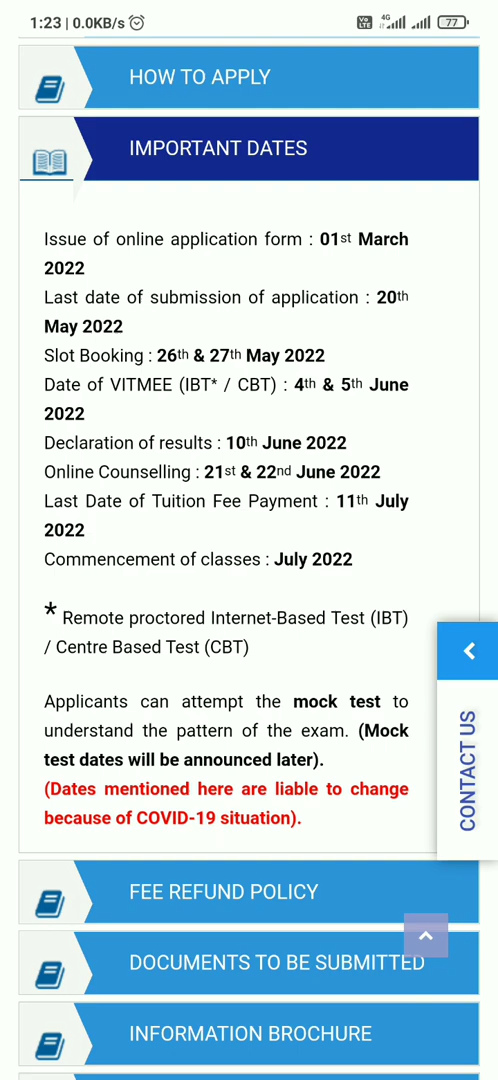 1:23 | 0.0KB/s
Vo LTE 4G 77
HOW TO APPLY
IMPORTANT DATES
Issue of online application form : 01st March
2022
Last date of submission of application : 20th
May 2022
Slot Booking : 26th & 27th May 2022
Date of VITMEE (IBT* / CBT) : 4th & 5th June
2022
Declaration of results : 10th June 2022
Online Counselling : 21st & 22nd June 2022
Last Date of Tuition Fee Payment : 11th July
2022
Commencement of classes : July 2022
* Remote proctored Internet-Based Test (IBT)
/ Centre Based Test (CBT)
Applicants can attempt the mock test to
understand the pattern of the exam. (Mock
test dates will be announced later).
(Dates mentioned here are liable to change
because of COVID-19 situation).
CONTACT US
FEE REFUND POLICY
DOCUMENTS TO BE SUBMITTED
INFORMATION BROCHURE